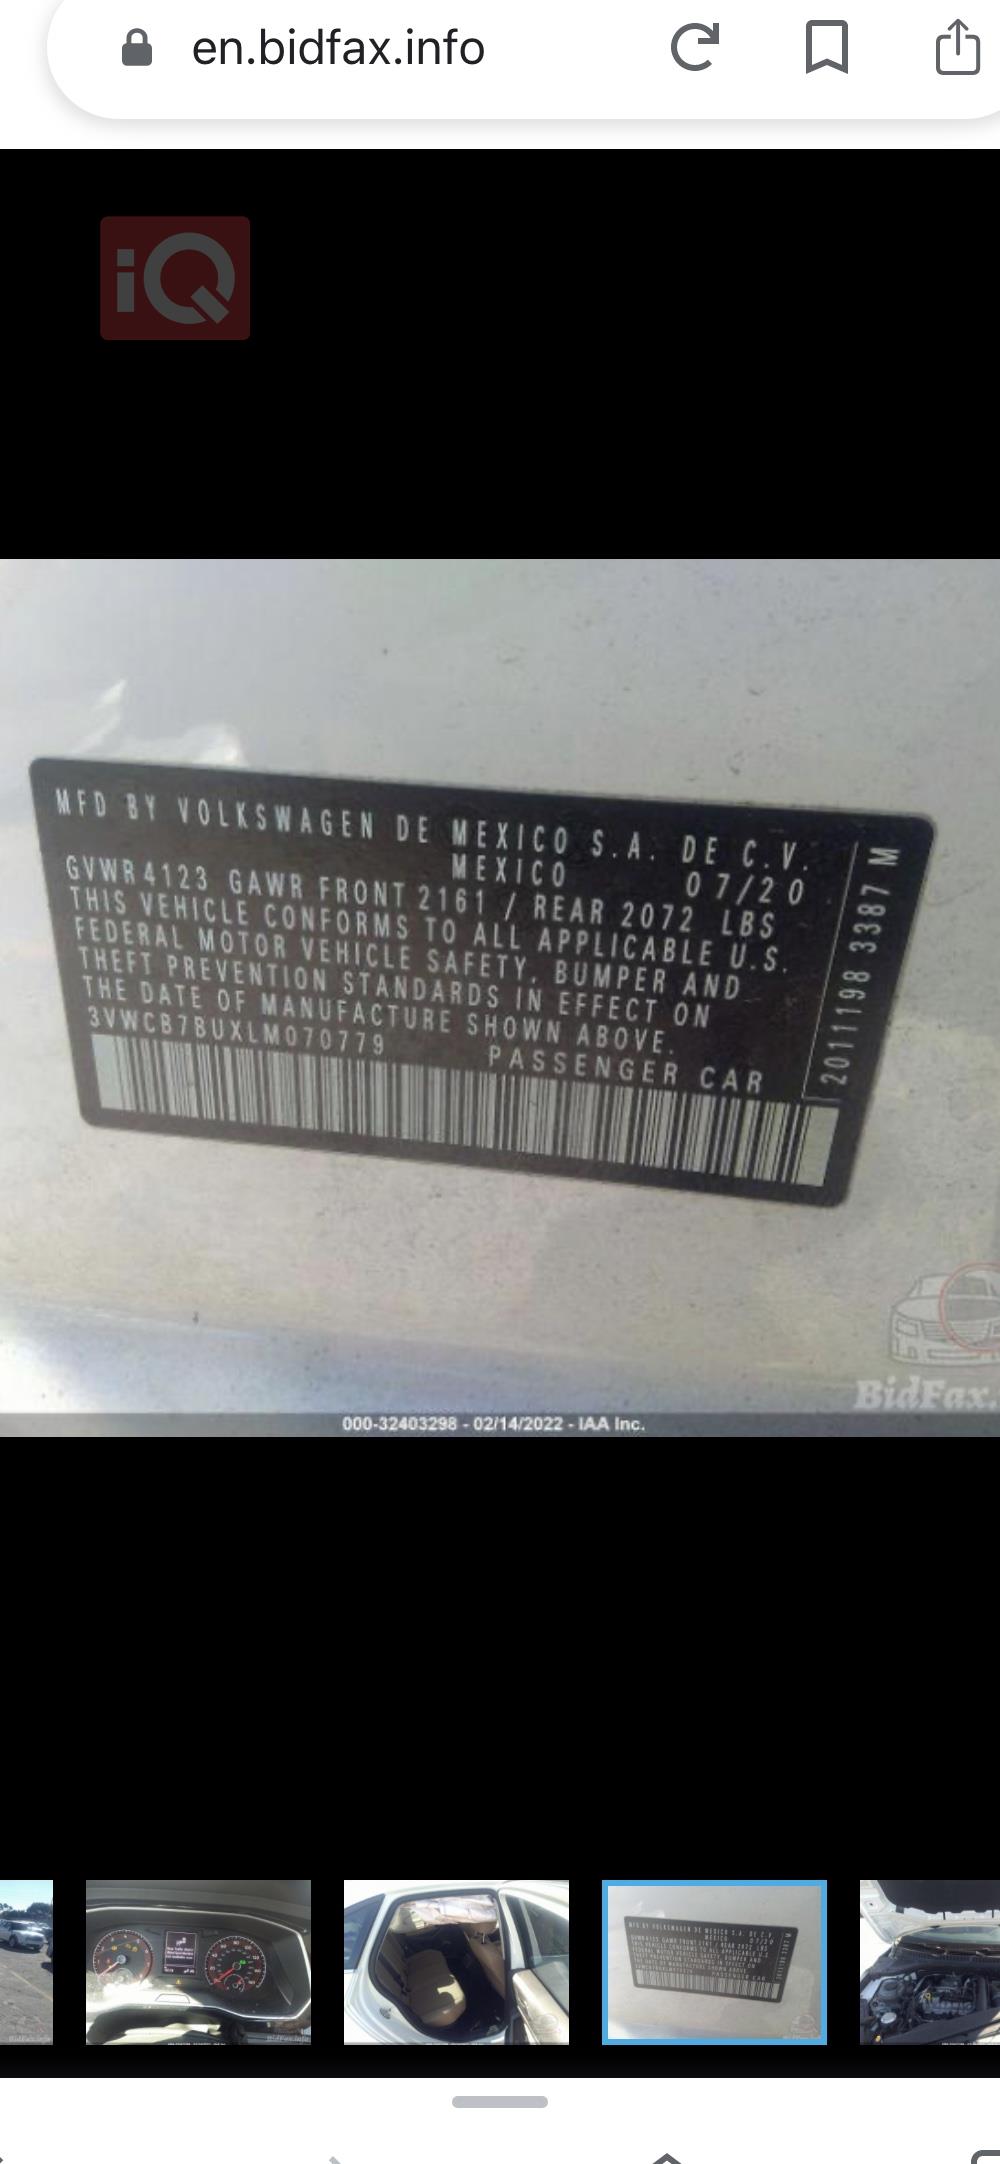 en.bidfax.info
iQ
MFD BY VOLKSWAGEN DE MEXICO S.A. DE C.V.
MEXICO 07/20
GVWR 4123 GAWR FRONT 2161 / REAR 2072 LBS
THIS VEHICLE CONFORMS TO ALL APPLICABLE U.S.
FEDERAL MOTOR VEHICLE SAFETY, BUMPER AND
THEFT PREVENTION STANDARDS IN EFFECT ON
THE DATE OF MANUFACTURE SHOWN ABOVE.
3VWCB7BUXLM070779 PASSENGER CAR
2011198 3387 M
BidFax.
000-32403298 - 02/14/2022 - IAA Inc.